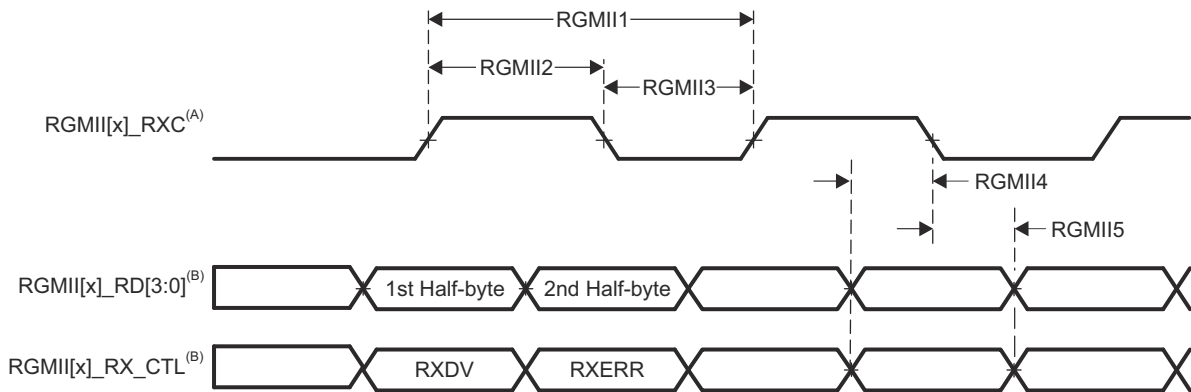 RGMII1
RGMII2
RGMII3
RGMII[x]_RXC(A)
RGMII4
RGMII5
RGMII[x]_RD[3:0](B)
1st Half-byte
2nd Half-byte
RGMII[x]_RX_CTL(B)
RXDV
RXERR